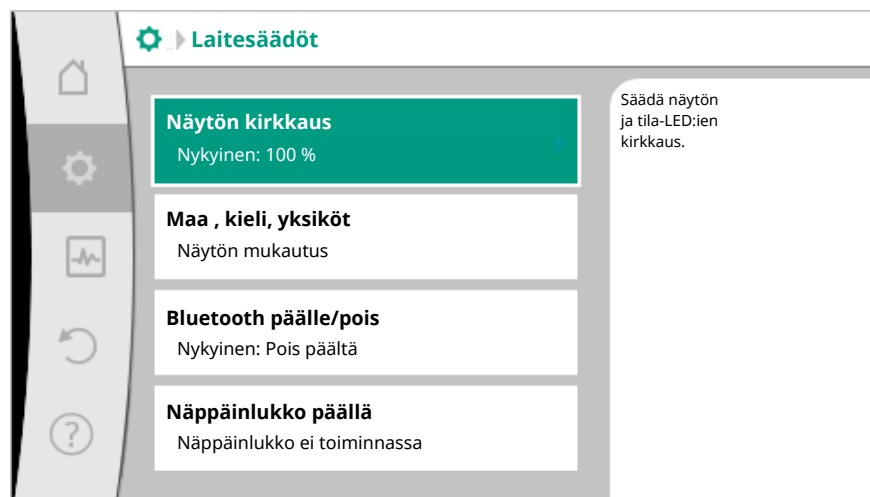 Laitesäädöt
Näytön kirkkaus
Nykyinen: 100 %
Säädä näytön
ja tila-LED:ien
kirkkaus.
Maa , kieli, yksiköt
Näytön mukautus
Bluetooth päälle/pois
Nykyinen: Pois päältä
Näppäinlukko päällä
Näppäinlukko ei toiminnassa
?